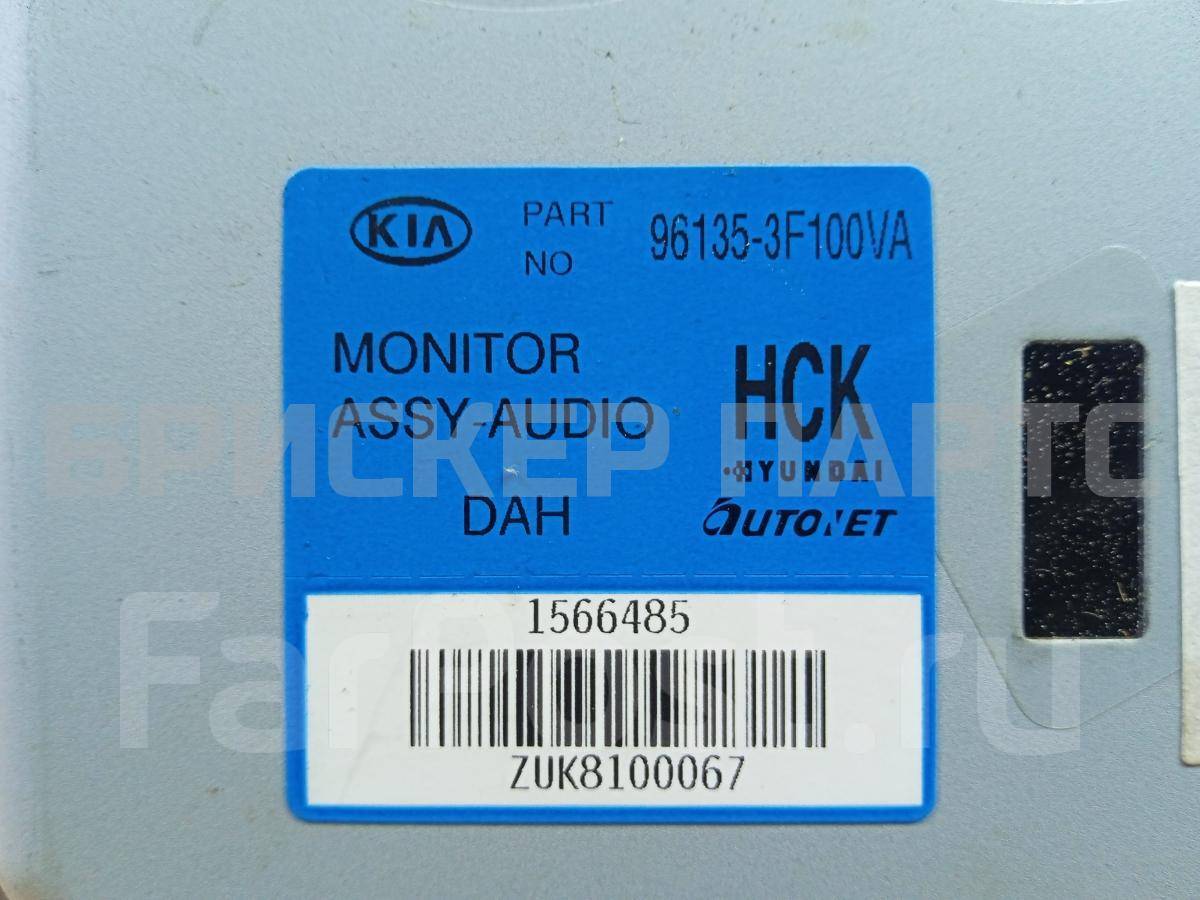 KIA PART NO 96135-3F100VA
MONITOR
ASSY-AUDIO
DAH
HCK
HYUNDAI
AUTONET
1566485
ZUK8100067
БРИСКЕР ПАРТС
FarPost.ru